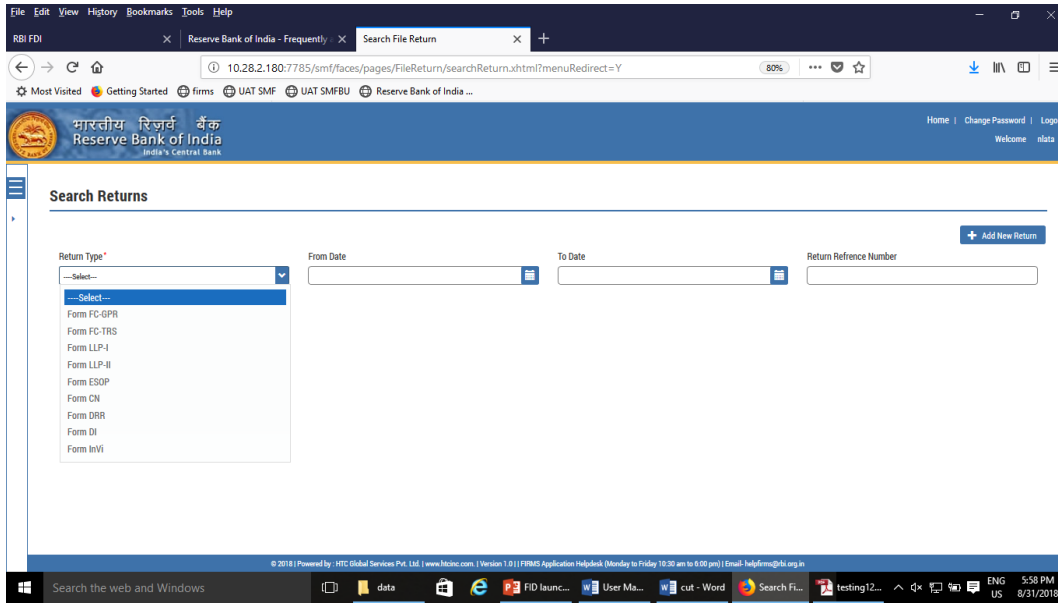 File Edit View History Bookmarks Tools Help
RBI FDI
Reserve Bank of India - Frequently
Search File Return
10.28.2.180:7785/smf/faces/pages/FileReturn/searchReturn.xhtml?menuRedirect=Y
80%
Most Visited Getting Started firms UAT SMF UAT SMFBU Reserve Bank of India ...
भारतीय रिज़र्व बैंक
Reserve Bank of India
India's Central Bank
Home | Change Password | Logo
Welcome nlata
Search Returns
Add New Return
Return Type* From Date To Date Return Refrence Number
---Select---
----Select---
Form FC-GPR
Form FC-TRS
Form LLP-I
Form LLP-II
Form ESOP
Form CN
Form DRR
Form DI
Form InVi
© 2018 | Powered by : HTC Global Services Pvt. Ltd. | www.htcinc.com. | Version 1.0 | | FIRMS Application Helpdesk (Monday to Friday 10:30 am to 6:00 pm) | Email- helpfirms@rbi.org.in
Search the web and Windows
data
FID launc...
User Ma...
cut - Word
Search Fi...
testing12...
ENG
US
5:58 PM
8/31/2018